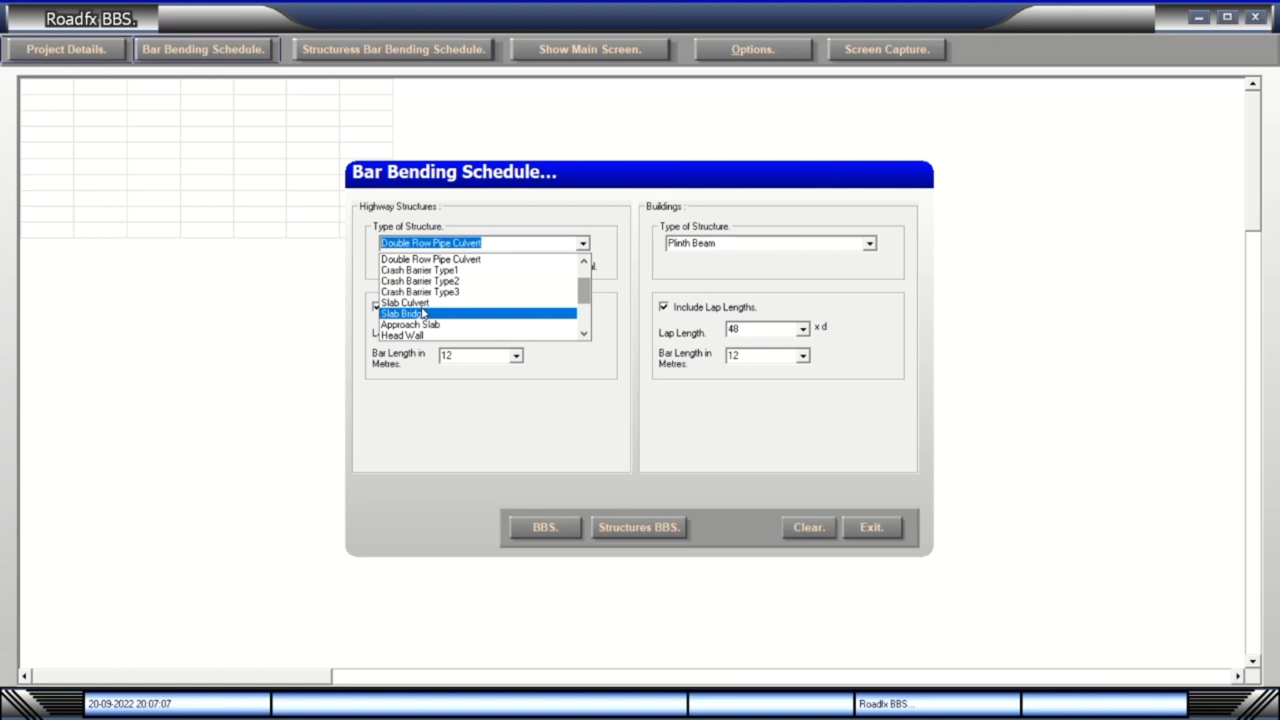 Roadfx BBS.
Project Details.
Bar Bending Schedule.
Structuress Bar Bending Schedule.
Show Main Screen.
Options.
Screen Capture.
Bar Bending Schedule...
Highway Structures :
Type of Structure.
Double Row Pipe Culvert
Double Row Pipe Culvert
Crash Barrier Type1
Crash Barrier Type2
Crash Barrier Type3
Slab Culvert
Slab Bridge
Approach Slab
Head Wall
Bar Length in
Metres.
12
Buildings :
Type of Structure.
Plinth Beam
Include Lap Lengths.
Lap Length.
48
x d
Bar Length in
Metres.
12
BBS.
Structures BBS.
Clear.
Exit.
20-09-2022 20:07:07
Roadfx BBS...